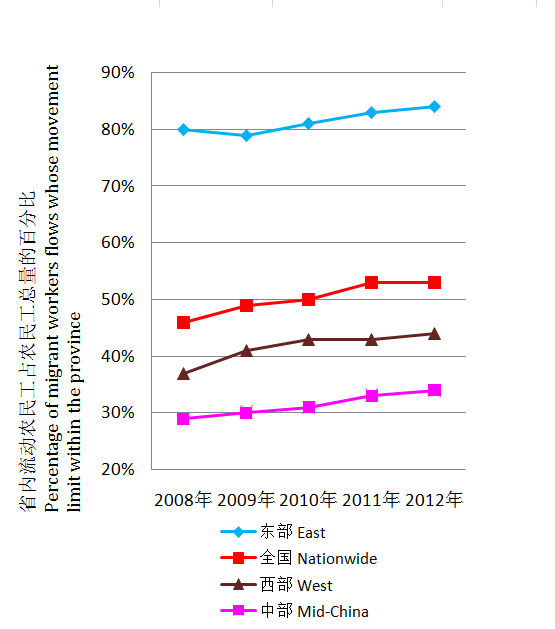 省内流动农民工占农民工总量的百分比
Percentage of migrant workers flows whose movement
limit within the province
90%
80%
70%
60%
50%
40%
30%
20%
2008年 2009年 2010年 2011年 2012年
东部 East
全国 Nationwide
西部 West
中部 Mid-China